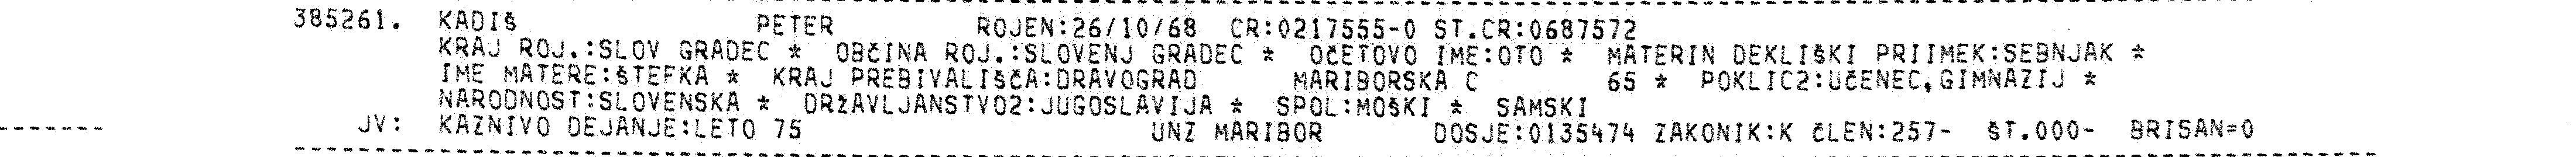 385261. KADIŠ PETER ROJEN:26/10/68 CR:0217555-0 ST.CR:0687572
KRAJ ROJ.:SLOV GRADEC * OBČINA ROJ.:SLOVENJ GRADEC * OČETOVO IME:OTO * MATERIN DEKLIŠKI PRIIMEK:SEBNJAK *
IME MATERE:ŠTEFKA * KRAJ PREBIVALIŠČA:DRAVOGRAD MARIBORSKA C 65 * POKLIC2:UČENEC,GIMNAZIJ *
NARODNOST:SLOVENSKA * DRŽAVLJANSTVO2:JUGOSLAVIJA * SPOL:MOŠKI * SAMSKI
JV: KAZNIVO DEJANJE:LETO 75 UNZ MARIBOR DOSJE:0135474 ZAKONIK:K ČLEN:257- ŠT.000- BRISAN=0